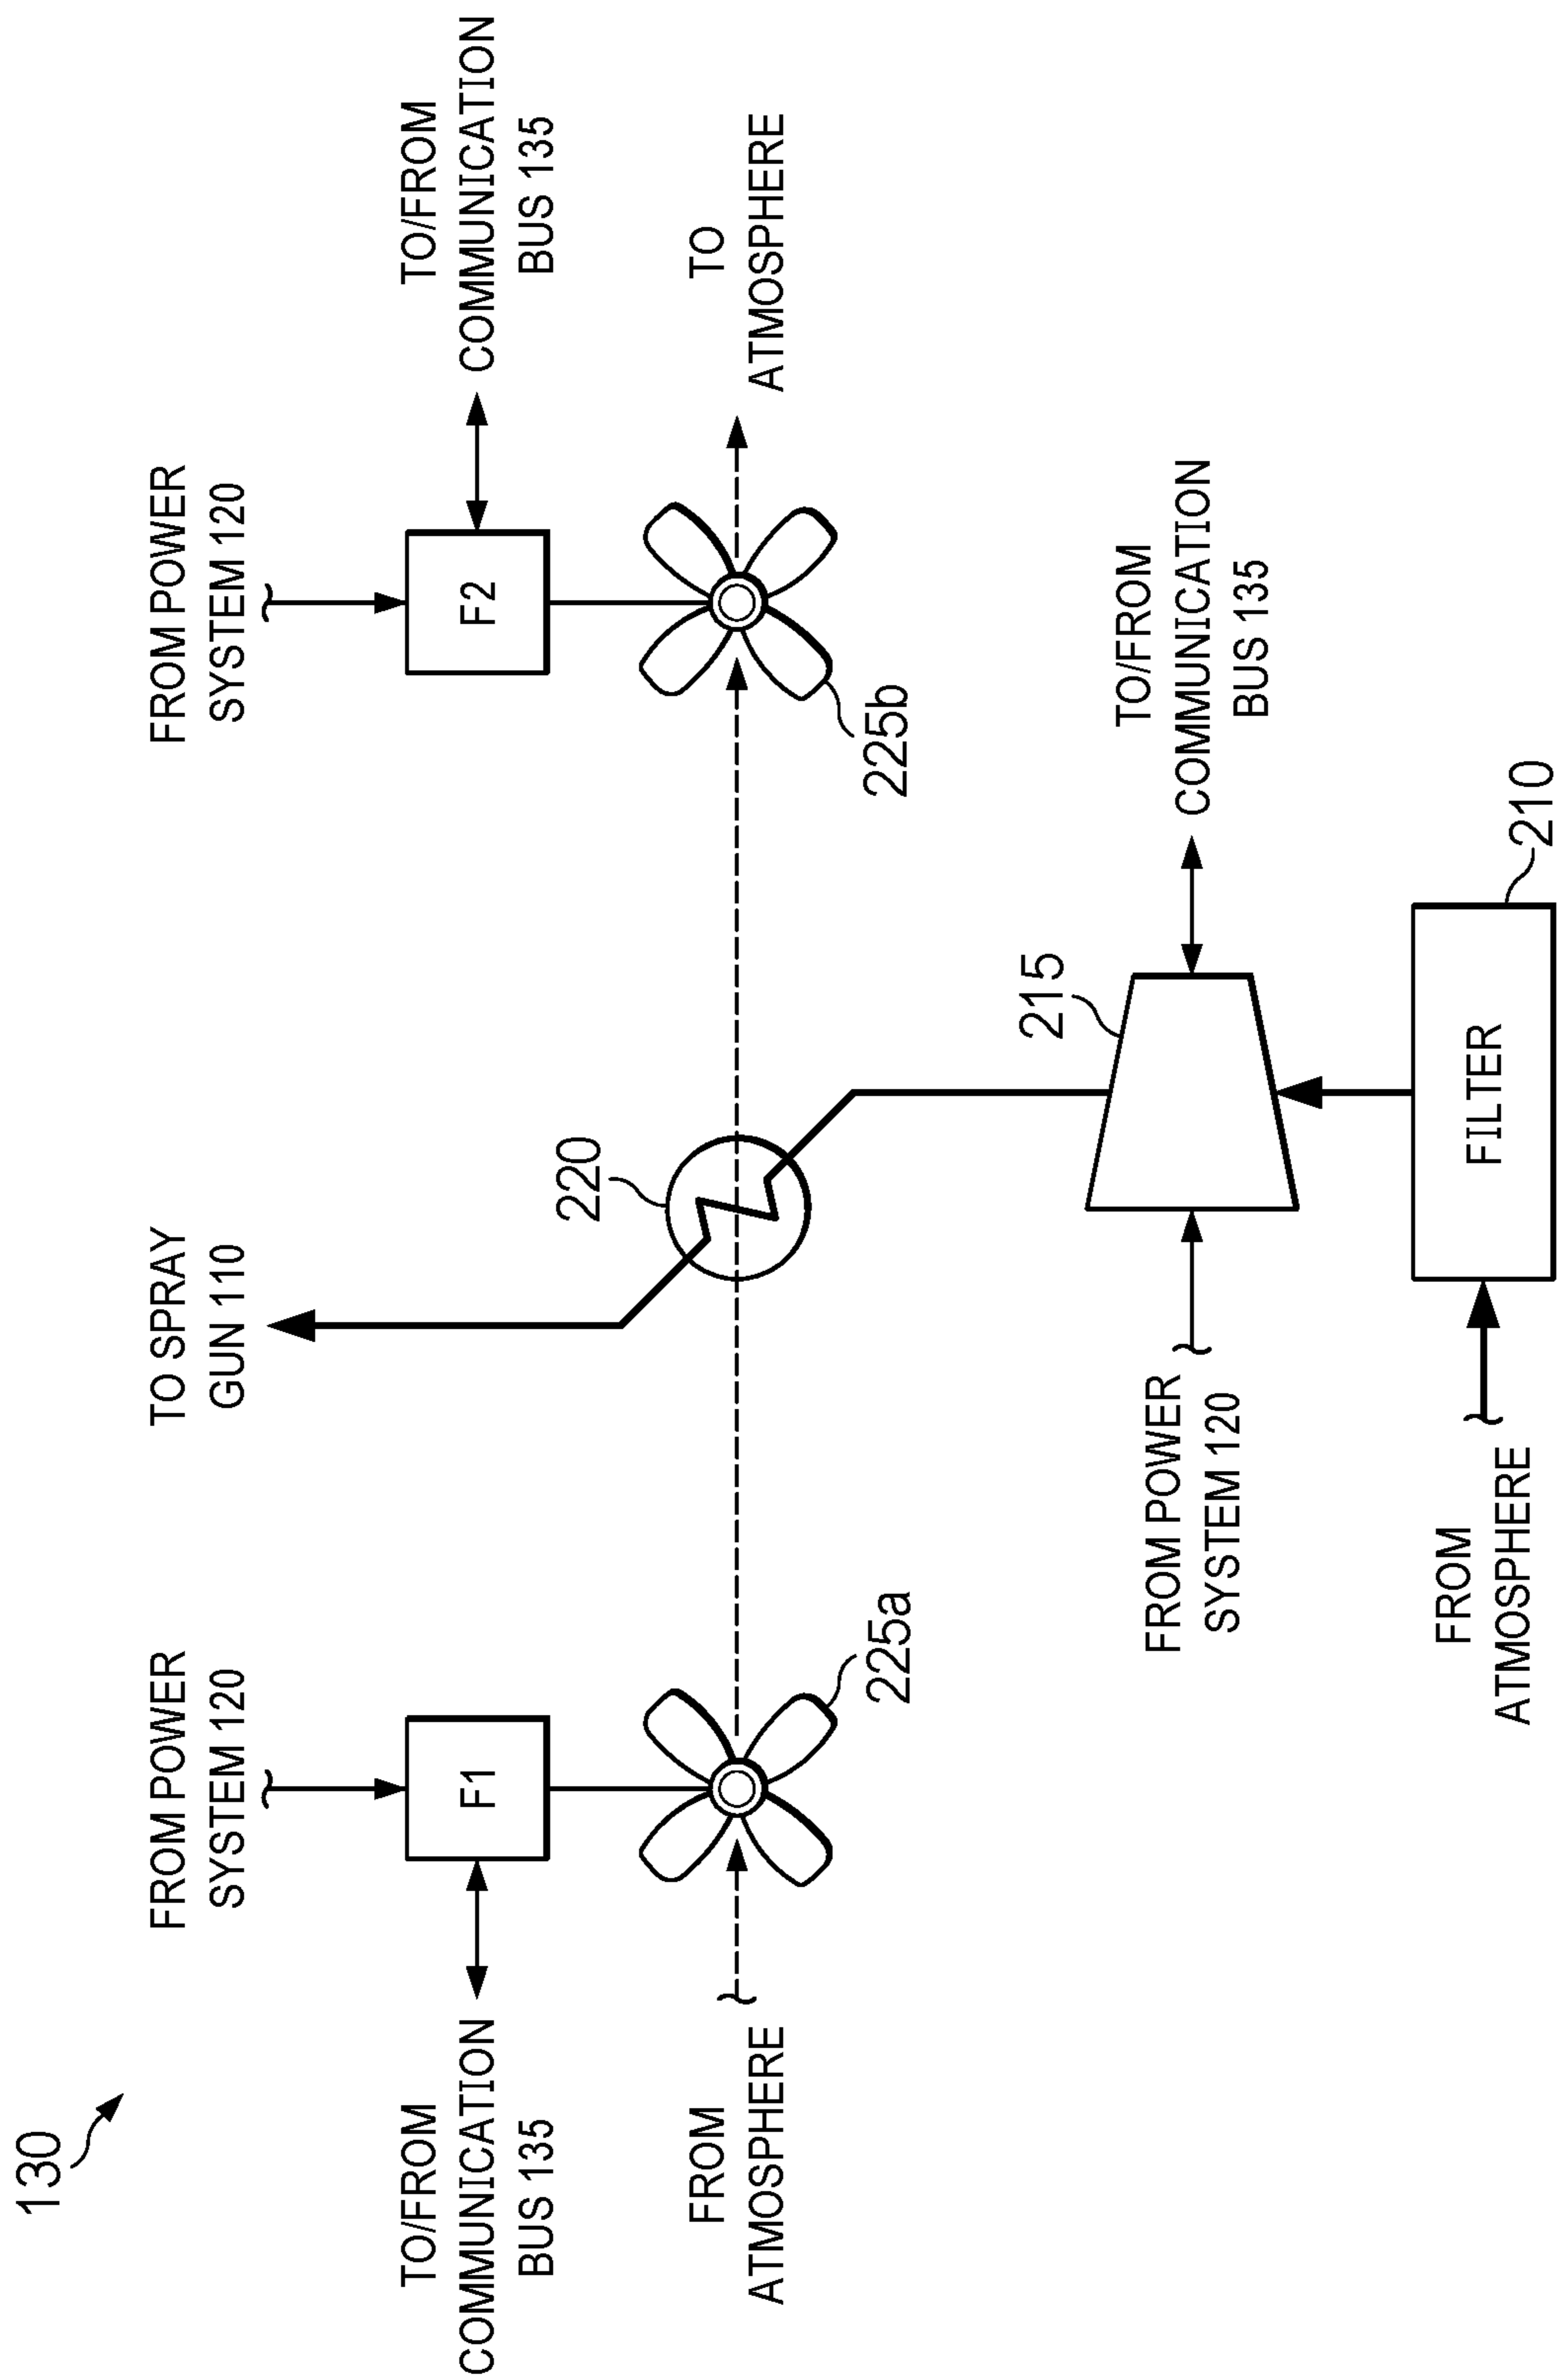 130
FROM POWER
SYSTEM 120
TO SPRAY
GUN 110
FROM POWER
SYSTEM 120
TO/FROM
COMMUNICATION
BUS 135
F1
F2
TO/FROM
COMMUNICATION
BUS 135
220
FROM
ATMOSPHERE
TO
ATMOSPHERE
225a
225b
215
FROM POWER
SYSTEM 120
TO/FROM
COMMUNICATION
BUS 135
FROM
ATMOSPHERE
FILTER
210